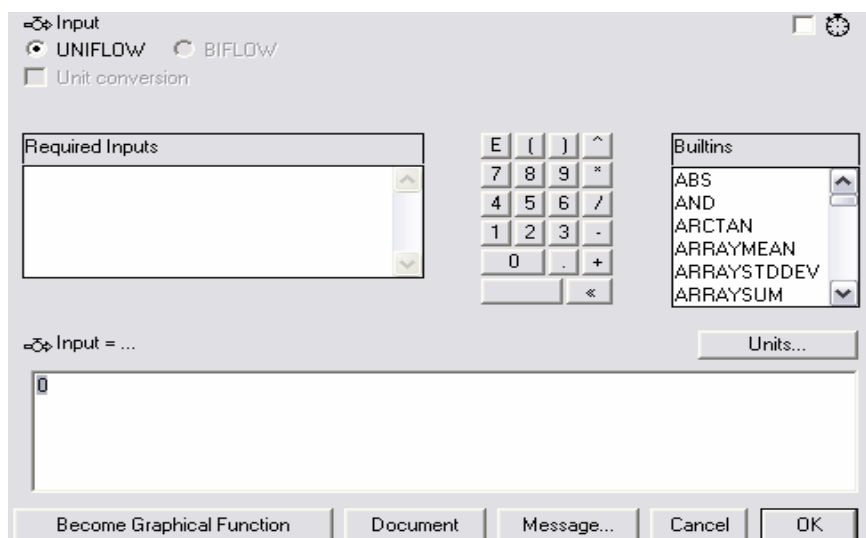 Input
UNIFLOW BIFLOW
Unit conversion
Required Inputs
E ( ) ^
7 8 9 *
4 5 6 /
1 2 3 -
0 . +
«
Builtins
ABS
AND
ARCTAN
ARRAYMEAN
ARRAYSTDDEV
ARRAYSUM
Input = ...
Units...
0
Become Graphical Function Document Message... Cancel OK